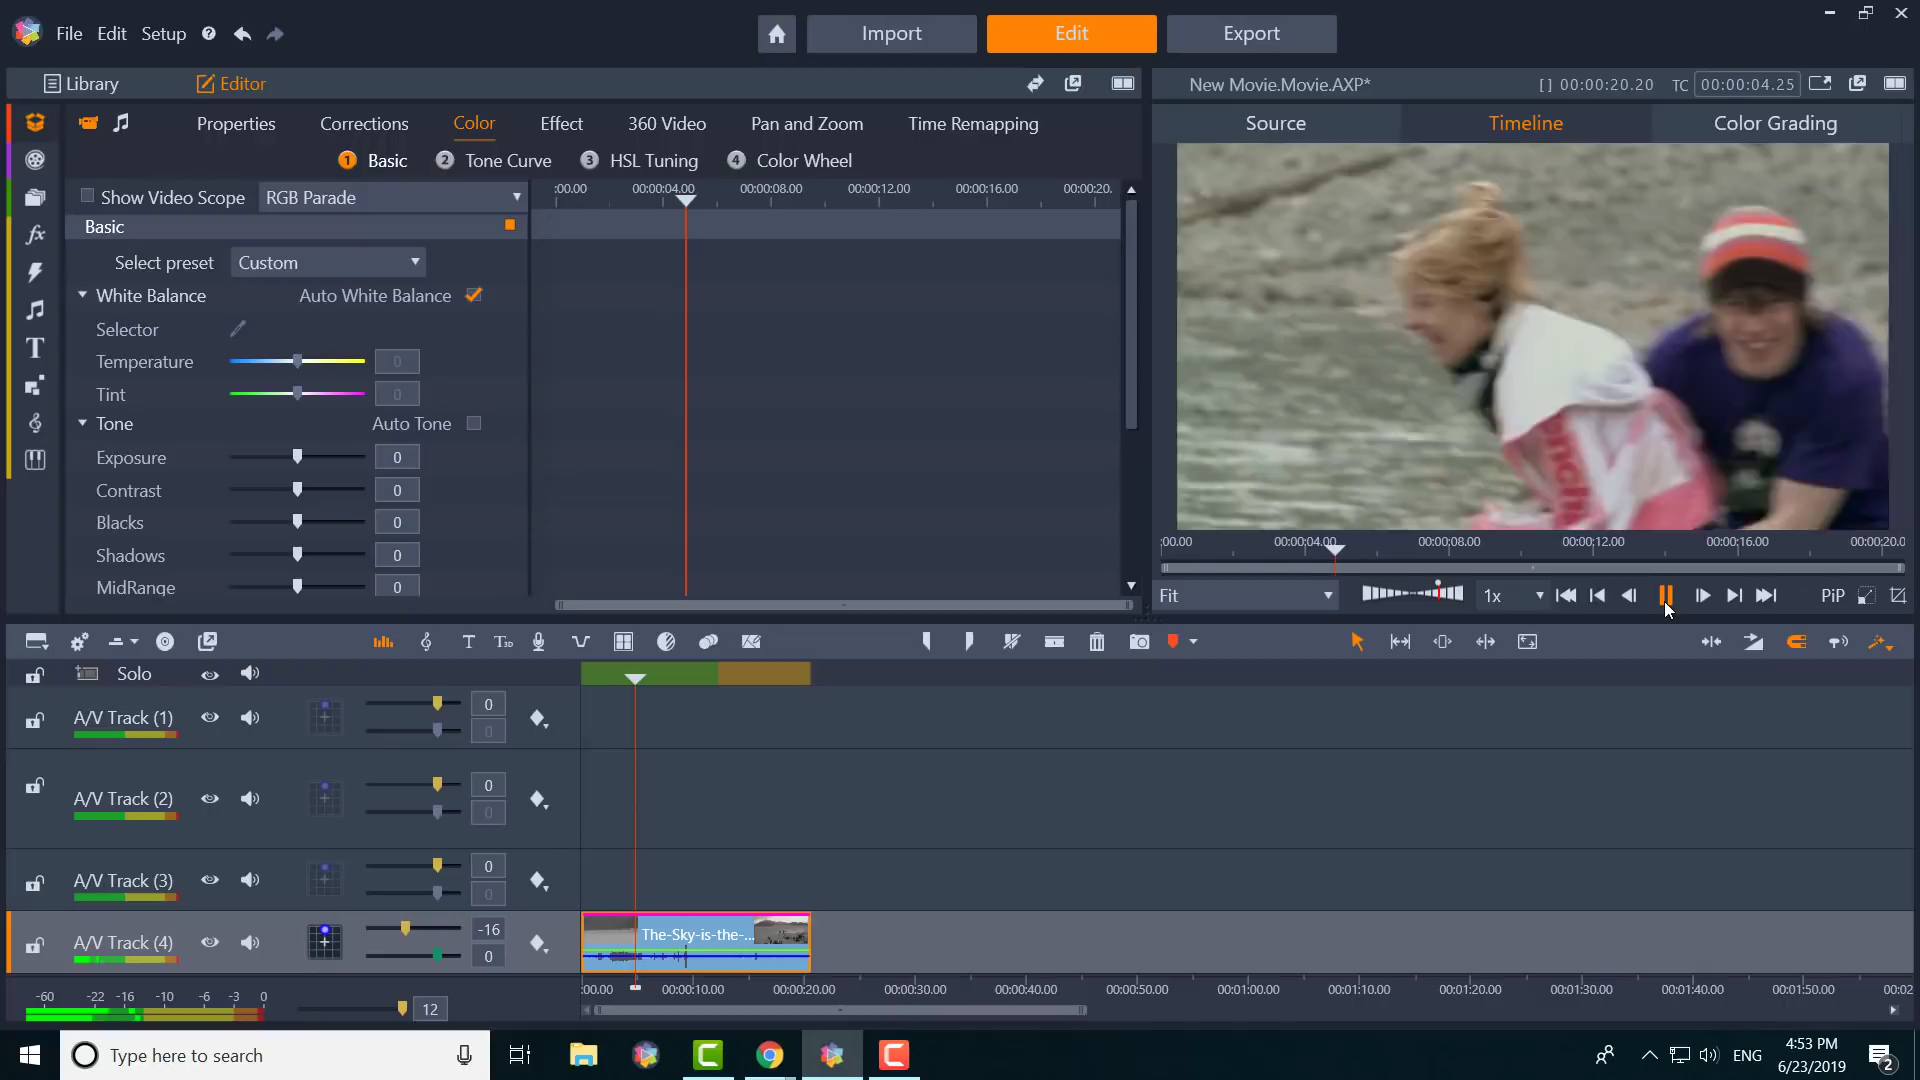 File Edit Setup
Import Edit Export
Library Editor
New Movie.Movie.AXP* [ ] 00:00:20.20 TC 00:00:04.25
Properties Corrections Color Effect 360 Video Pan and Zoom Time Remapping
Source Timeline Color Grading
1 Basic 2 Tone Curve 3 HSL Tuning 4 Color Wheel
Show Video Scope RGB Parade
:00.00 00:00:04.00 00:00:08.00 00:00:12.00 00:00:16.00 00:00:20.
Basic
Select preset Custom
White Balance Auto White Balance
Selector
Temperature 0
Tint 0
Tone Auto Tone
Exposure 0
Contrast 0
Blacks 0
Shadows 0
MidRange 0
:00.00 00:00:04.00 00:00:08.00 00:00:12.00 00:00:16.00 00:00:20.0
Fit 1x PiP
Solo
A/V Track (1) 0 0
A/V Track (2) 0 0
A/V Track (3) 0 0
A/V Track (4) -16 0
The-Sky-is-the-...
-60 -22 -16 -10 -6 -3 0
12
:00.00 00:00:10.00 00:00:20.00 00:00:30.00 00:00:40.00 00:00:50.00 00:01:00.00 00:01:10.00 00:01:20.00 00:01:30.00 00:01:40.00 00:01:50.00 00:02
Type here to search
ENG
4:53 PM
6/23/2019
2